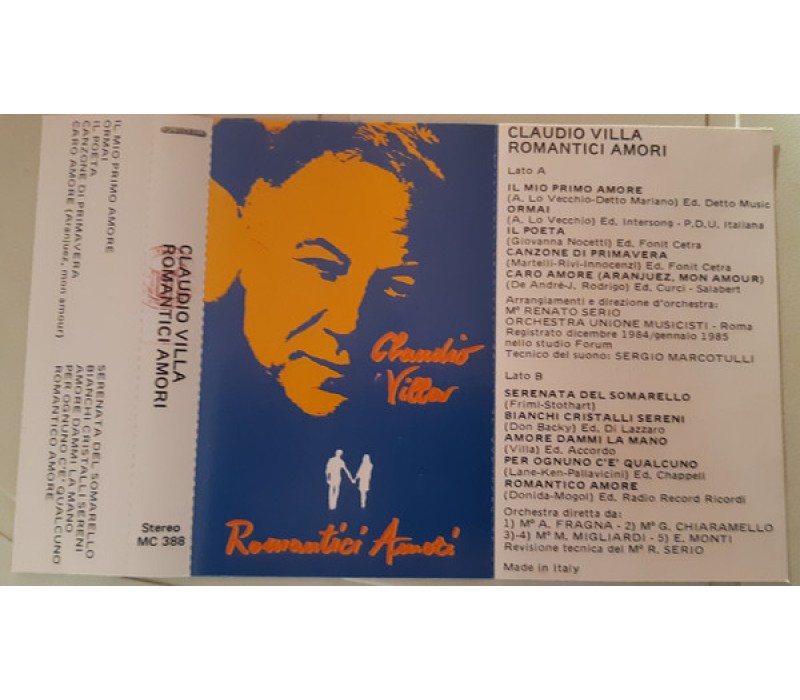 IL MIO PRIMO AMORE
ORMAI
IL POETA
CANZONE DI PRIMAVERA
CARO AMORE (Aranjuez, mon amour)
SERENATA DEL SOMARELLO
BIANCHI CRISTALLI SERENI
AMORE DAMMI LA MANO
PER OGNUNO C'E' QUALCUNO
ROMANTICO AMORE
CLAUDIO VILLA
ROMANTICI AMORI
Stereo
MC 388
Claudio
Villa
Romantici Amori
CLAUDIO VILLA
ROMANTICI AMORI
Lato A
IL MIO PRIMO AMORE
(A. Lo Vecchio-Detto Mariano) Ed. Detto Music
ORMAI
(A. Lo Vecchio) Ed. Intersong - P.D.U. Italiana
IL POETA
(Giovanna Nocetti) Ed. Fonit Cetra
CANZONE DI PRIMAVERA
(Martelli-Rivi-Innocenzi) Ed. Fonit Cetra
CARO AMORE (ARANJUEZ, MON AMOUR)
(De André-J. Rodrigo) Ed. Curci - Salabert
Arrangiamenti e direzione d'orchestra:
Mº RENATO SERIO
ORCHESTRA UNIONE MUSICISTI - Roma
Registrato dicembre 1984/gennaio 1985
nello studio Forum
Tecnico del suono: SERGIO MARCOTULLI
Lato B
SERENATA DEL SOMARELLO
(Frimi-Stothart)
BIANCHI CRISTALLI SERENI
(Don Backy) Ed. Di Lazzaro
AMORE DAMMI LA MANO
(Villa) Ed. Accordo
PER OGNUNO C'E' QUALCUNO
(Lane-Ken-Pallavicini) Ed. Chappell
ROMANTICO AMORE
(Donida-Mogol) Ed. Radio Record Ricordi
Orchestra diretta da:
1) Mº A. FRAGNA - 2) Mº G. CHIARAMELLO
3)-4) Mº M. MIGLIARDI - 5) E. MONTI
Revisione tecnica del Mº R. SERIO
Made in Italy